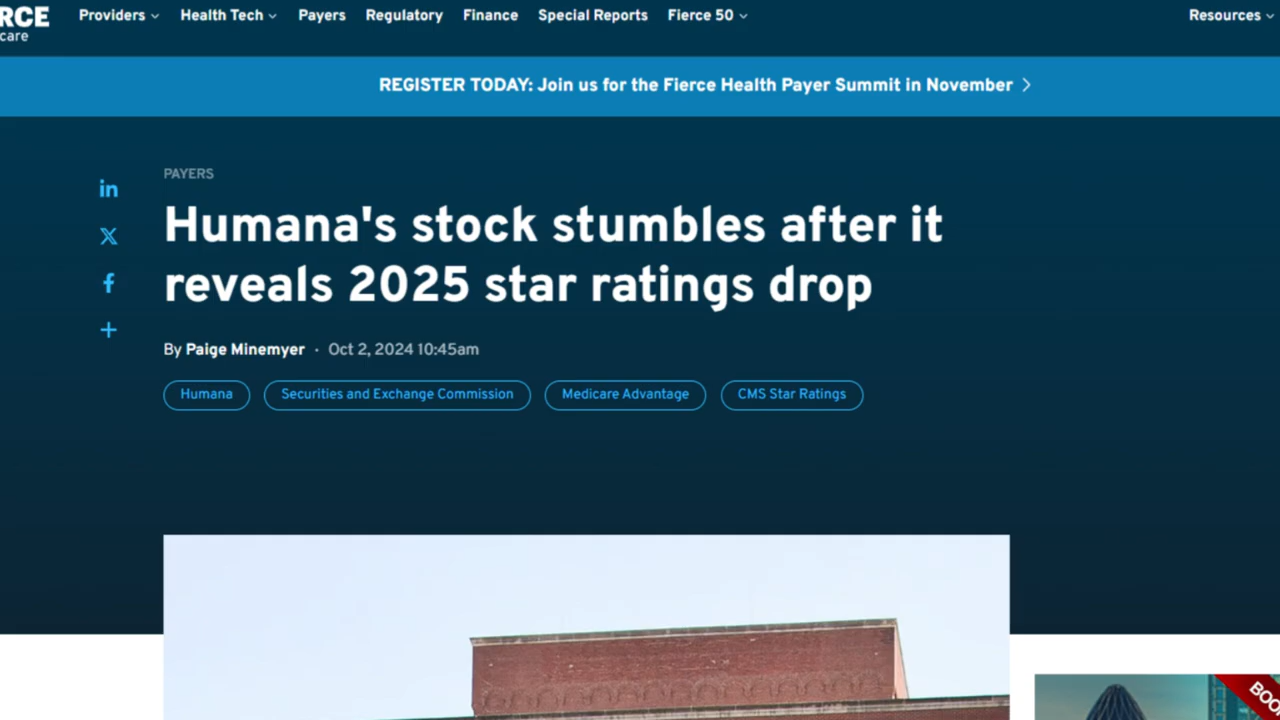 RCE
care
Providers
Health Tech
Payers
Regulatory
Finance
Special Reports
Fierce 50
Resources
REGISTER TODAY: Join us for the Fierce Health Payer Summit in November
PAYERS
Humana's stock stumbles after it
reveals 2025 star ratings drop
By Paige Minemyer · Oct 2, 2024 10:45am
Humana
Securities and Exchange Commission
Medicare Advantage
CMS Star Ratings
in
X
f
BOO